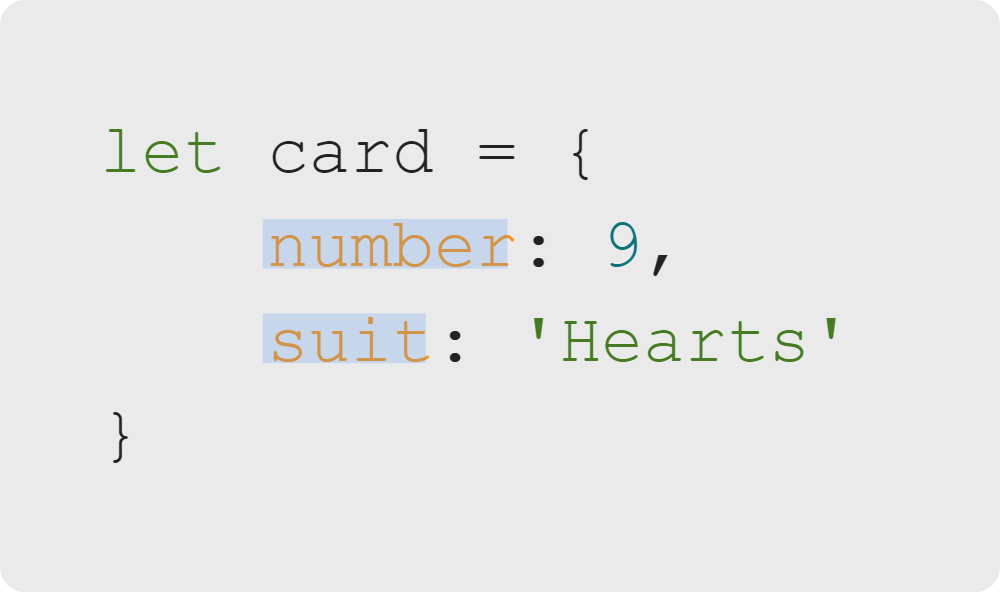 let card = {
    number: 9,
    suit: 'Hearts'
}